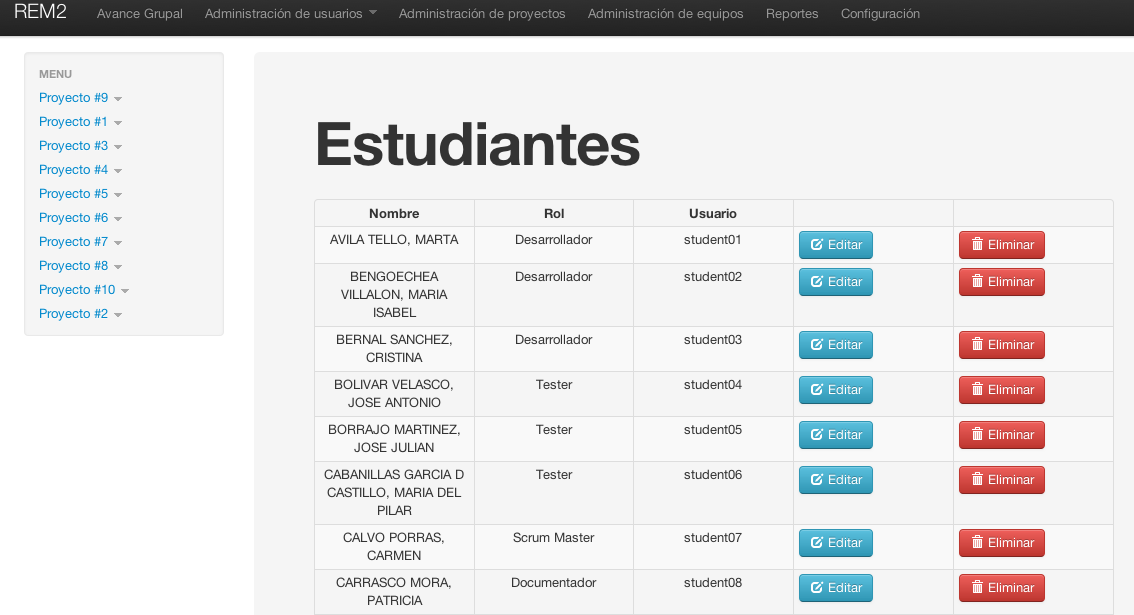 REM2 Avance Grupal Administración de usuarios Administración de proyectos Administración de equipos Reportes Configuración
MENU
Proyecto #9
Proyecto #1
Proyecto #3
Proyecto #4
Proyecto #5
Proyecto #6
Proyecto #7
Proyecto #8
Proyecto #10
Proyecto #2
Estudiantes
Nombre Rol Usuario
AVILA TELLO, MARTA Desarrollador student01 Editar Eliminar
BENGOECHEA Desarrollador student02 Editar Eliminar
VILLALON, MARIA
ISABEL
BERNAL SANCHEZ, Desarrollador student03 Editar Eliminar
CRISTINA
BOLIVAR VELASCO, Tester student04 Editar Eliminar
JOSE ANTONIO
BORRAJO MARTINEZ, Tester student05 Editar Eliminar
JOSE JULIAN
CABANILLAS GARCIA D Tester student06 Editar Eliminar
CASTILLO, MARIA DEL
PILAR
CALVO PORRAS, Scrum Master student07 Editar Eliminar
CARMEN
CARRASCO MORA, Documentador student08 Editar Eliminar
PATRICIA